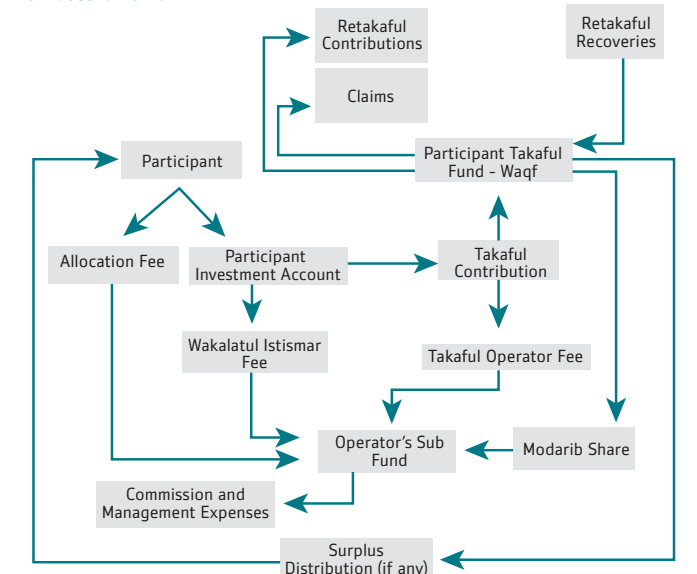 Retakaful
Contributions
Retakaful
Recoveries
Claims
Participant
Participant Takaful
Fund - Waqf
Allocation Fee
Participant
Investment Account
Takaful
Contribution
Wakalatul Istismar
Fee
Takaful Operator Fee
Operator's Sub
Fund
Modarib Share
Commission and
Management Expenses
Surplus
Distribution (if any)